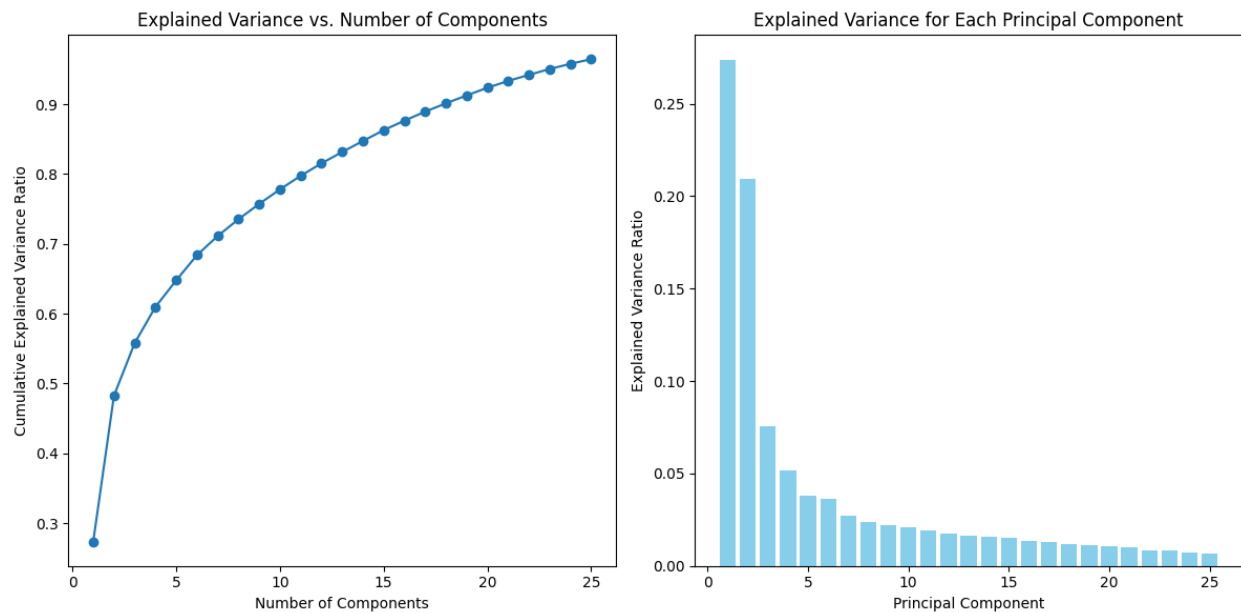 Explained Variance vs. Number of Components
Cumulative Explained Variance Ratio
0.9
0.8
0.7
0.6
0.5
0.4
0.3
0 5 10 15 20 25
Number of Components
Explained Variance for Each Principal Component
Explained Variance Ratio
0.25
0.20
0.15
0.10
0.05
0.00
0 5 10 15 20 25
Principal Component